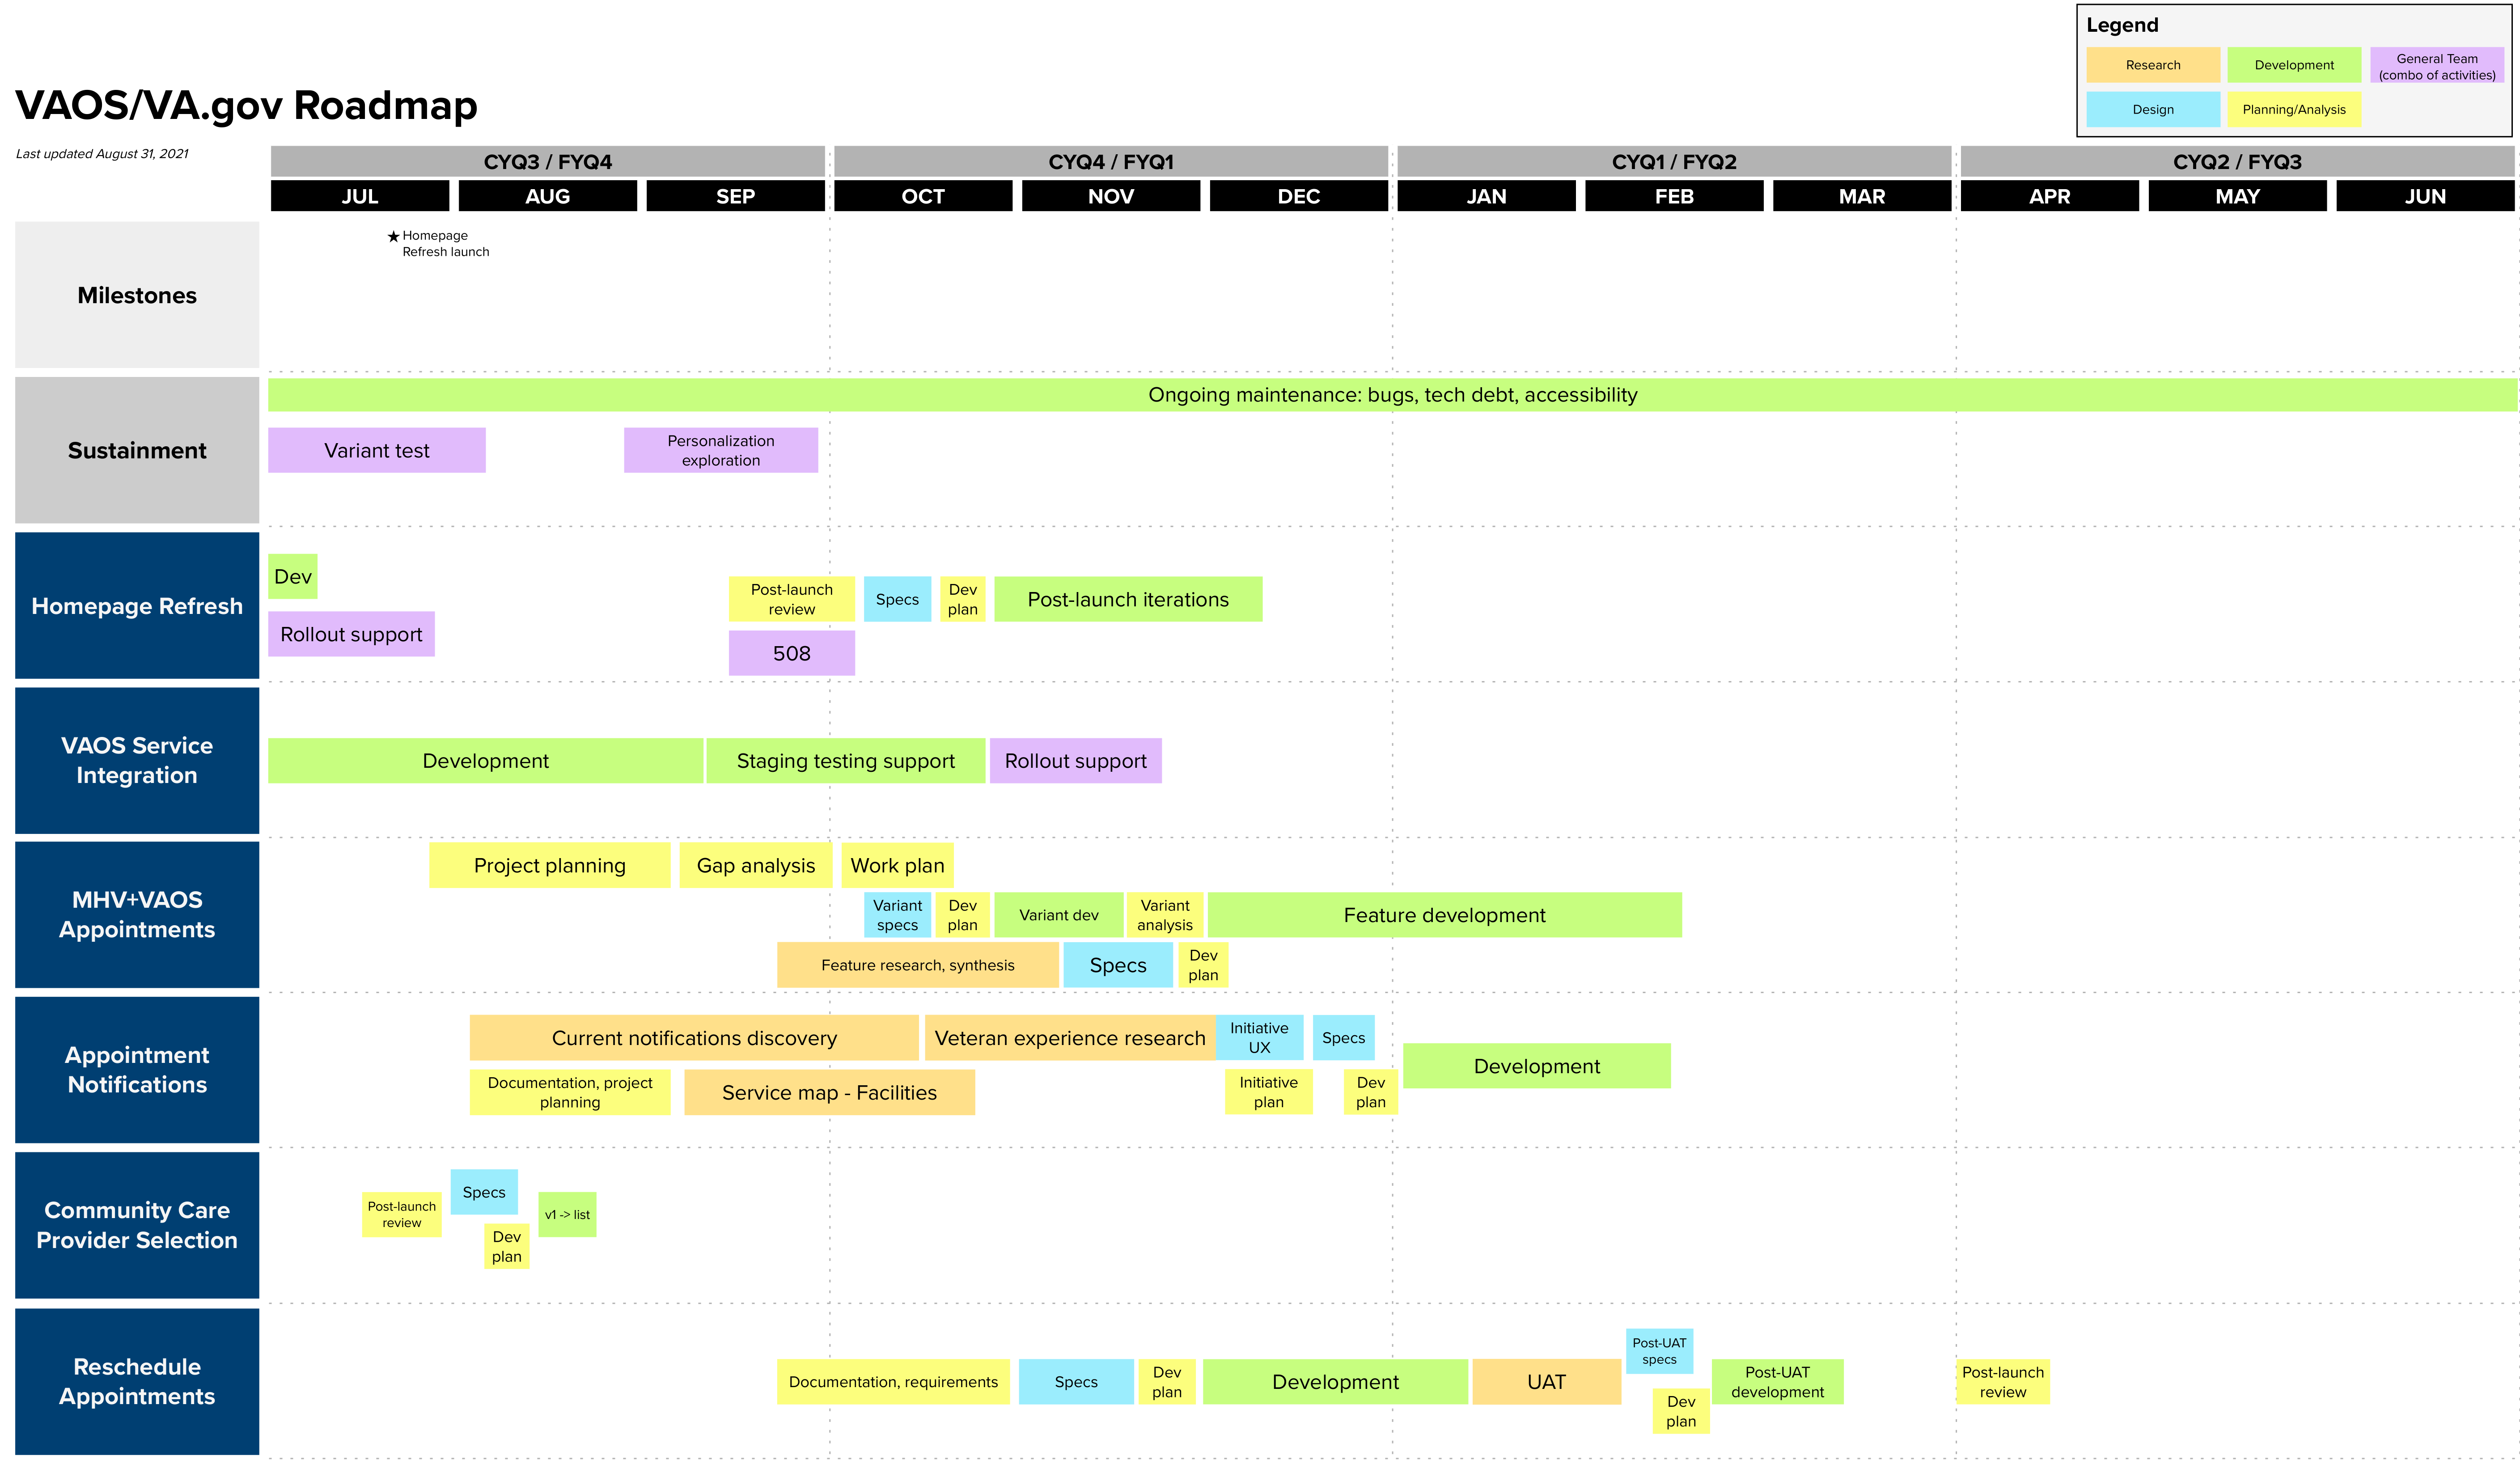 Legend
Research
Development
General Team
(combo of activities)
Design
Planning/Analysis
VAOS/VA.gov Roadmap
Last updated August 31, 2021
CYQ3 / FYQ4
CYQ4 / FYQ1
CYQ1 / FYQ2
CYQ2 / FYQ3
JUL
AUG
SEP
OCT
NOV
DEC
JAN
FEB
MAR
APR
MAY
JUN
Milestones
★ Homepage
Refresh launch
Sustainment
Ongoing maintenance: bugs, tech debt, accessibility
Variant test
Personalization
exploration
Homepage Refresh
Dev
Rollout support
Post-launch
review
Specs
Dev
plan
Post-launch iterations
508
VAOS Service
Integration
Development
Staging testing support
Rollout support
MHV+VAOS
Appointments
Project planning
Gap analysis
Work plan
Variant
specs
Dev
plan
Variant dev
Variant
analysis
Feature development
Feature research, synthesis
Specs
Dev
plan
Appointment
Notifications
Current notifications discovery
Veteran experience research
Initiative
UX
Specs
Development
Documentation, project
planning
Service map - Facilities
Initiative
plan
Dev
plan
Community Care
Provider Selection
Post-launch
review
Specs
Dev
plan
v1 -> list
Reschedule
Appointments
Documentation, requirements
Specs
Dev
plan
Development
UAT
Post-UAT
specs
Dev
plan
Post-UAT
development
Post-launch
review